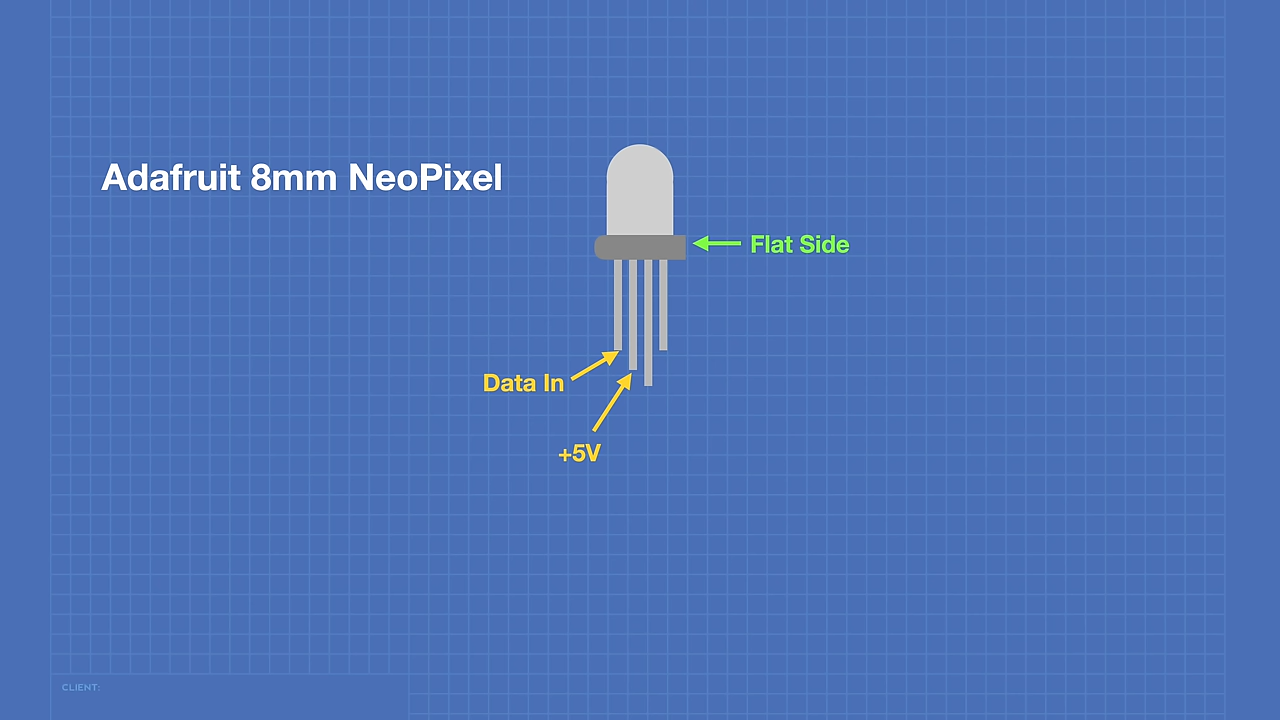 Adafruit 8mm NeoPixel
Flat Side
Data In
+5V
CLIENT: